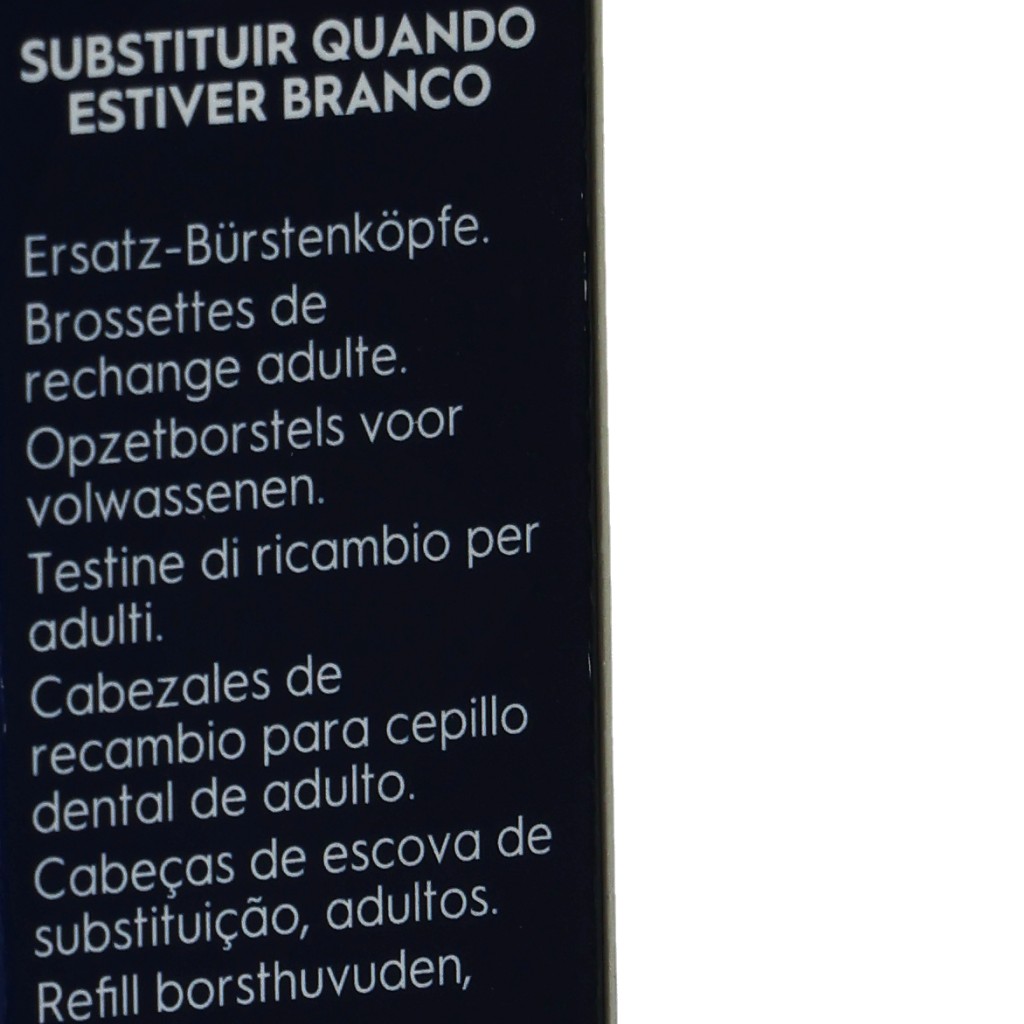 SUBSTITUIR QUANDO
ESTIVER BRANCO
Ersatz-Bürstenköpfe.
Brossettes de
rechange adulte.
Opzetborstels voor
volwassenen.
Testine di ricambio per
adulti.
Cabezales de
recambio para cepillo
dental de adulto.
Cabeças de escova de
substituição, adultos.
Refill borsthuvuden,